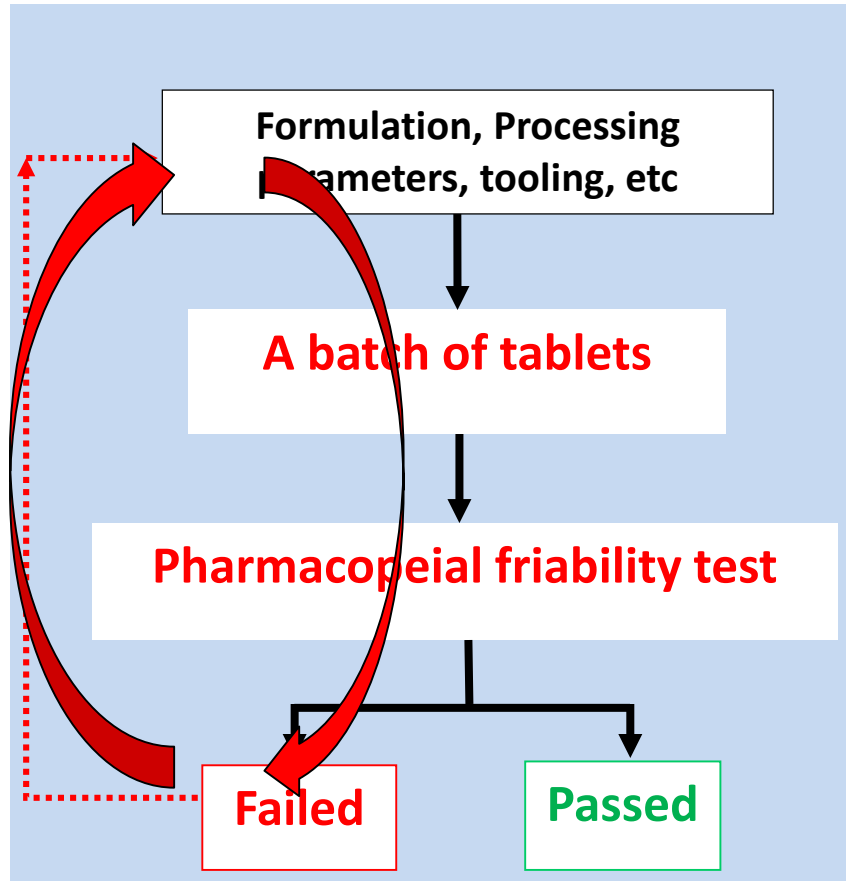 Formulation, Processing
parameters, tooling, etc
A batch of tablets
Pharmacopeial friability test
Failed
Passed